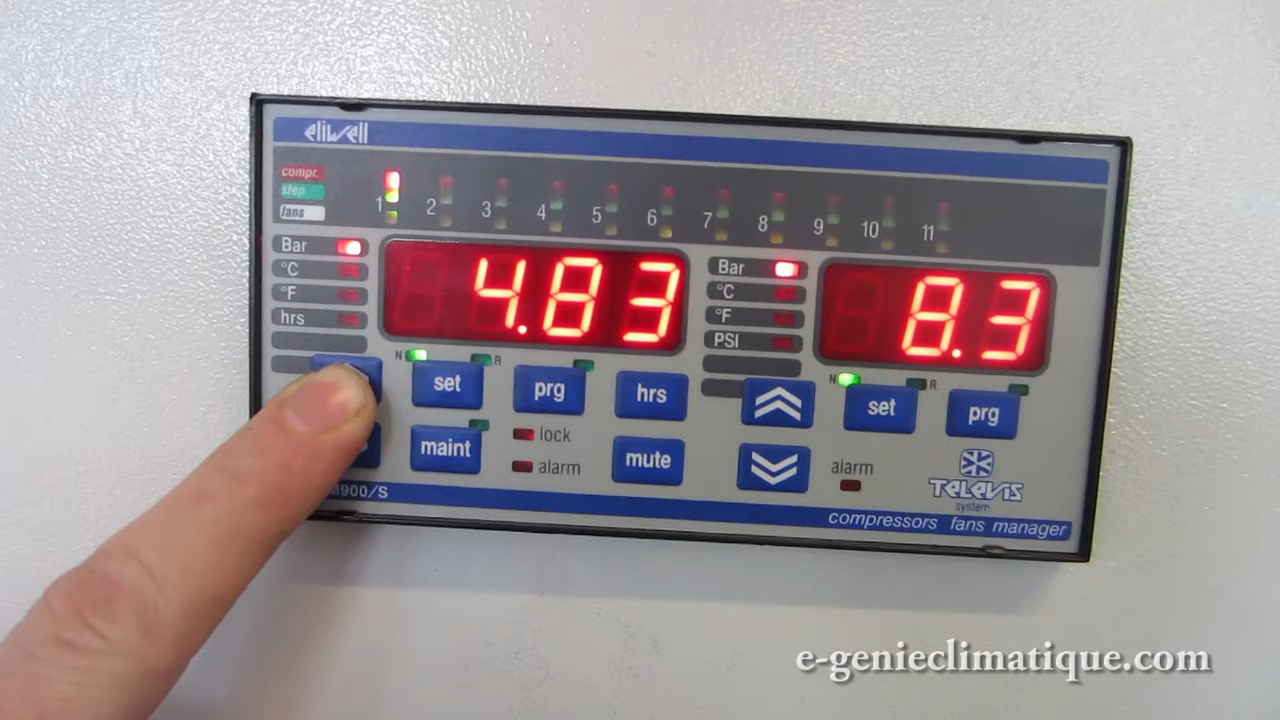 eliwell
compr.
step
fans
1 2 3 4 5 6 7 8 9 10 11
Bar
°C
°F
hrs
4.83
Bar
°C
°F
PSI
8.3
N R
set
prg
hrs
N R
set
prg
maint
lock
alarm
mute
alarm
TELEVIS
system
900/S
compressors fans manager
e-genieclimatique.com